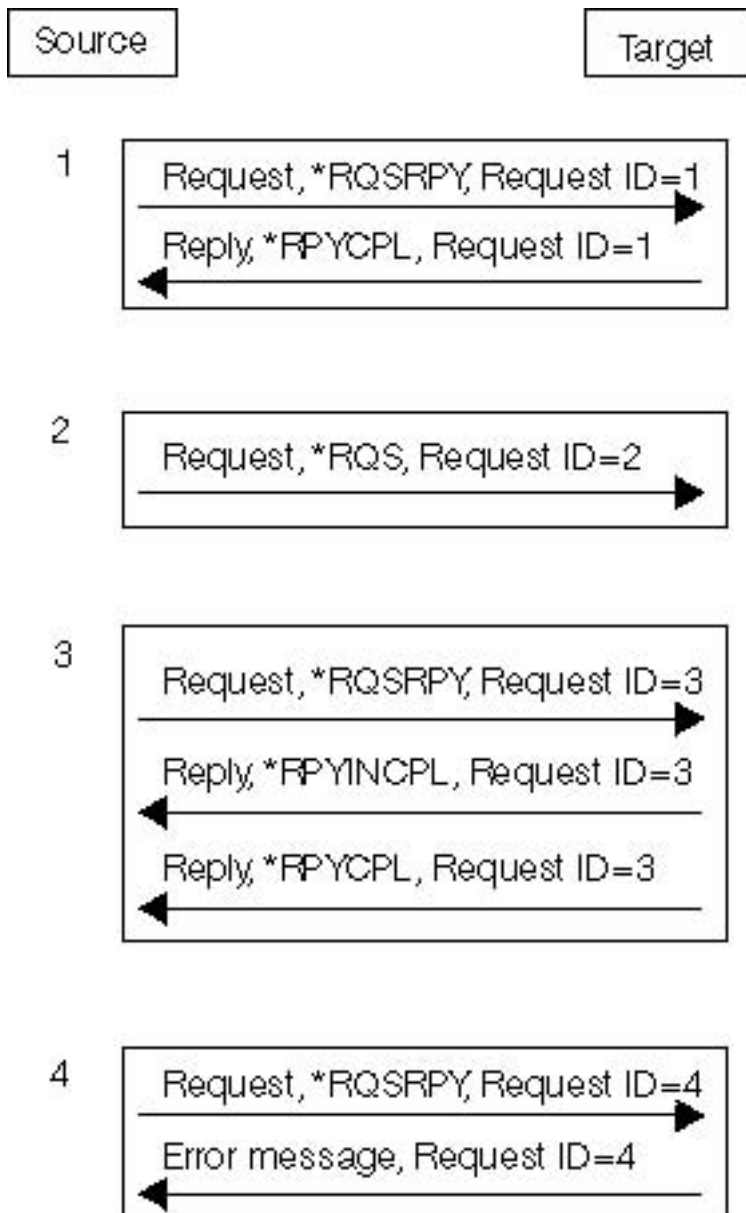 Source
Target
1
Request, *RQSRPY, Request ID=1
Reply, *RPYCPL, Request ID=1
2
Request, *RQS, Request ID=2
3
Request, *RQSRPY, Request ID=3
Reply, *RPYINCPL, Request ID=3
Reply, *RPYCPL, Request ID=3
4
Request, *RQSRPY, Request ID=4
Error message, Request ID=4